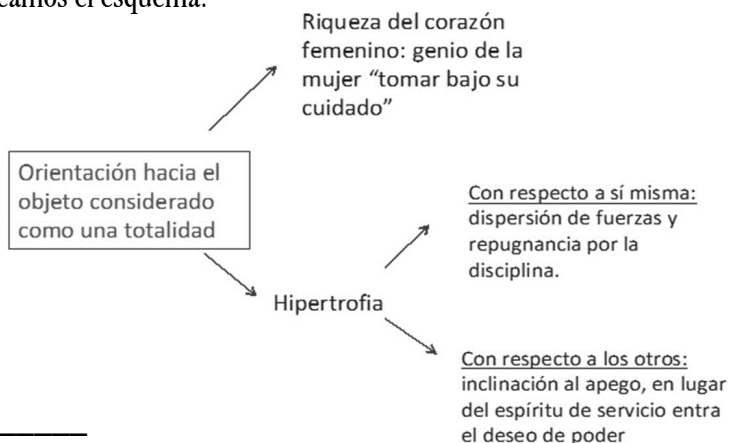 el esquema.
Riqueza del corazón
femenino: genio de la
mujer “tomar bajo su
cuidado”
Orientación hacia el
objeto considerado
como una totalidad
Con respecto a sí misma:
dispersión de fuerzas y
repugnancia por la
disciplina.
Hipertrofia
Con respecto a los otros:
inclinación al apego, en lugar
del espíritu de servicio entra
el deseo de poder